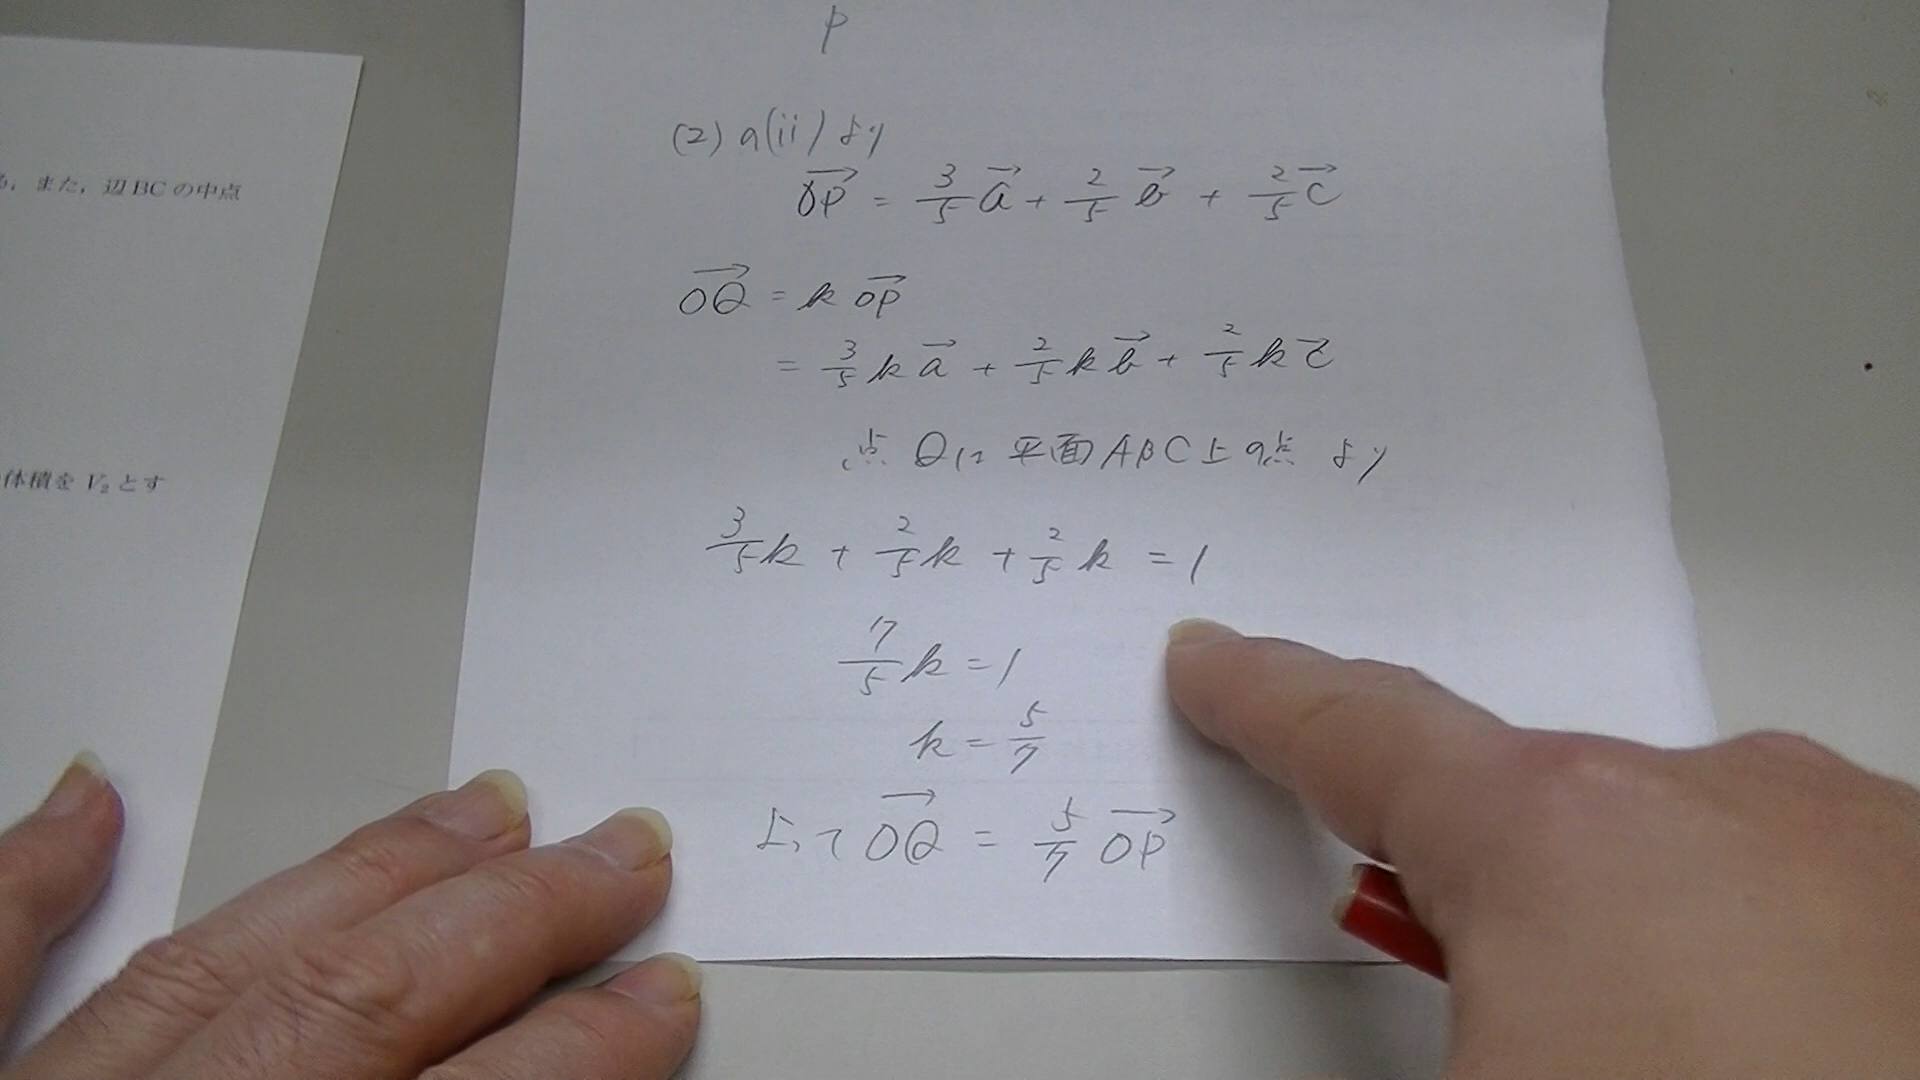 る, また, 辺BCの中点
体積を V₂ とす
P
(2) a(ii)より
→OP = 3/5 →a + 2/5 →b + 2/5 →c
→OQ = k →OP
= 3/5 k →a + 2/5 k →b + 2/5 k →c
点Qは平面ABC上の点より
3/5 k + 2/5 k + 2/5 k = 1
7/5 k = 1
k = 5/7
よって →OQ = 5/7 →OP